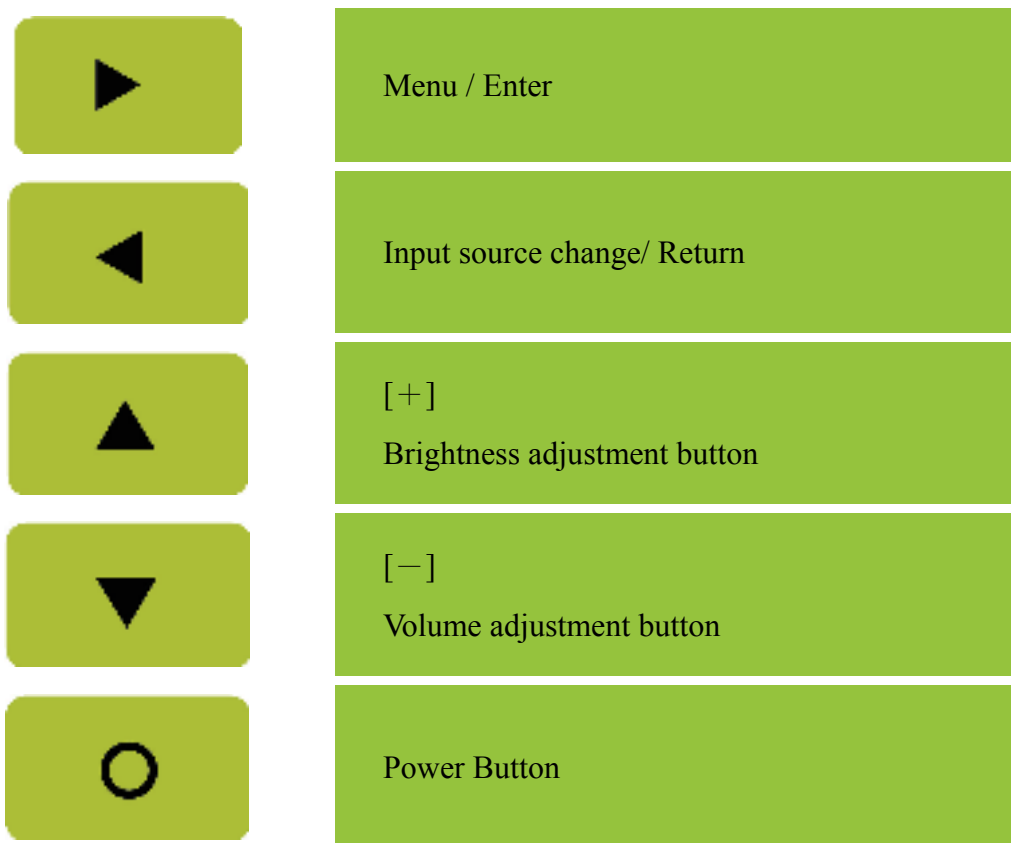 Menu / Enter
Input source change/ Return
[＋]
Brightness adjustment button
[－]
Volume adjustment button
Power Button